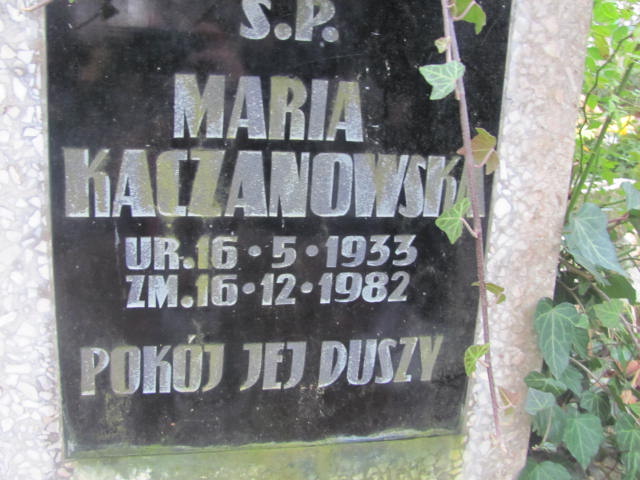 Ś.P.
MARIA
KACZANOWSKA
UR.16·5·1933
ZM.16·12·1982
POKÓJ JEJ DUSZY